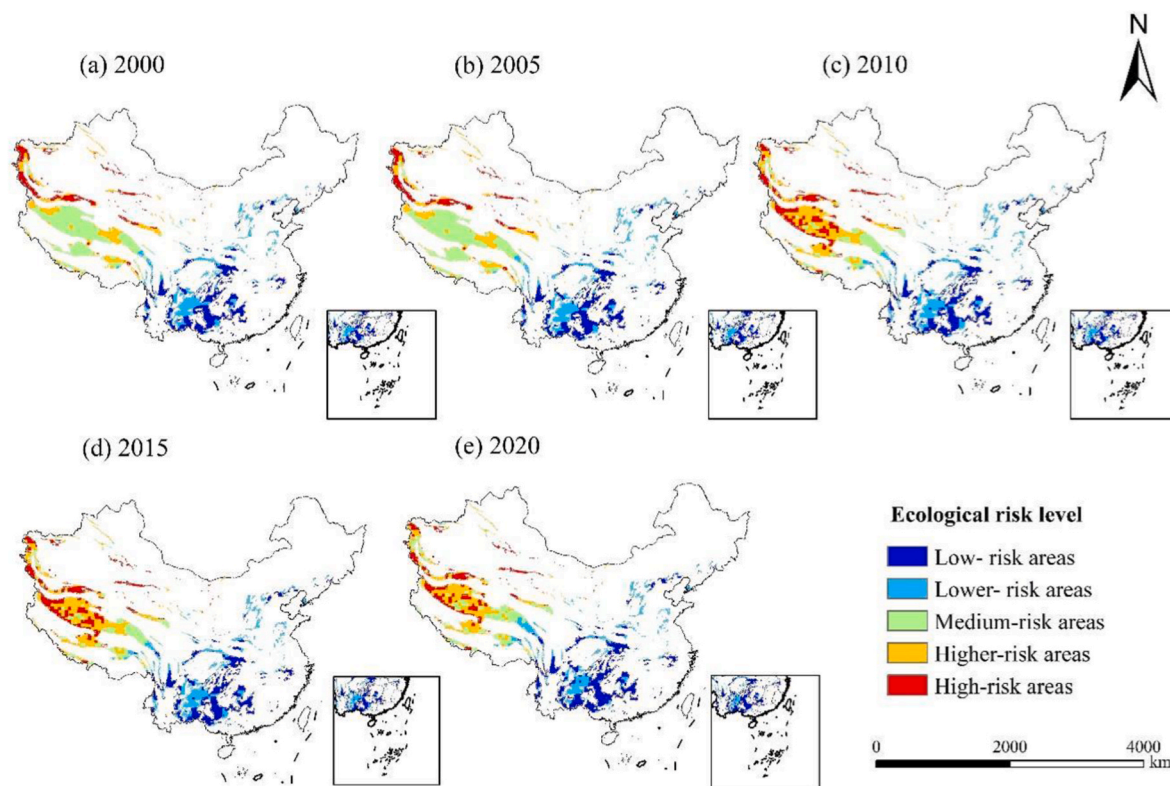 N
(a) 2000
(b) 2005
(c) 2010
(d) 2015
(e) 2020
Ecological risk level
Low- risk areas
Lower- risk areas
Medium-risk areas
Higher-risk areas
High-risk areas
0 2000 4000
km